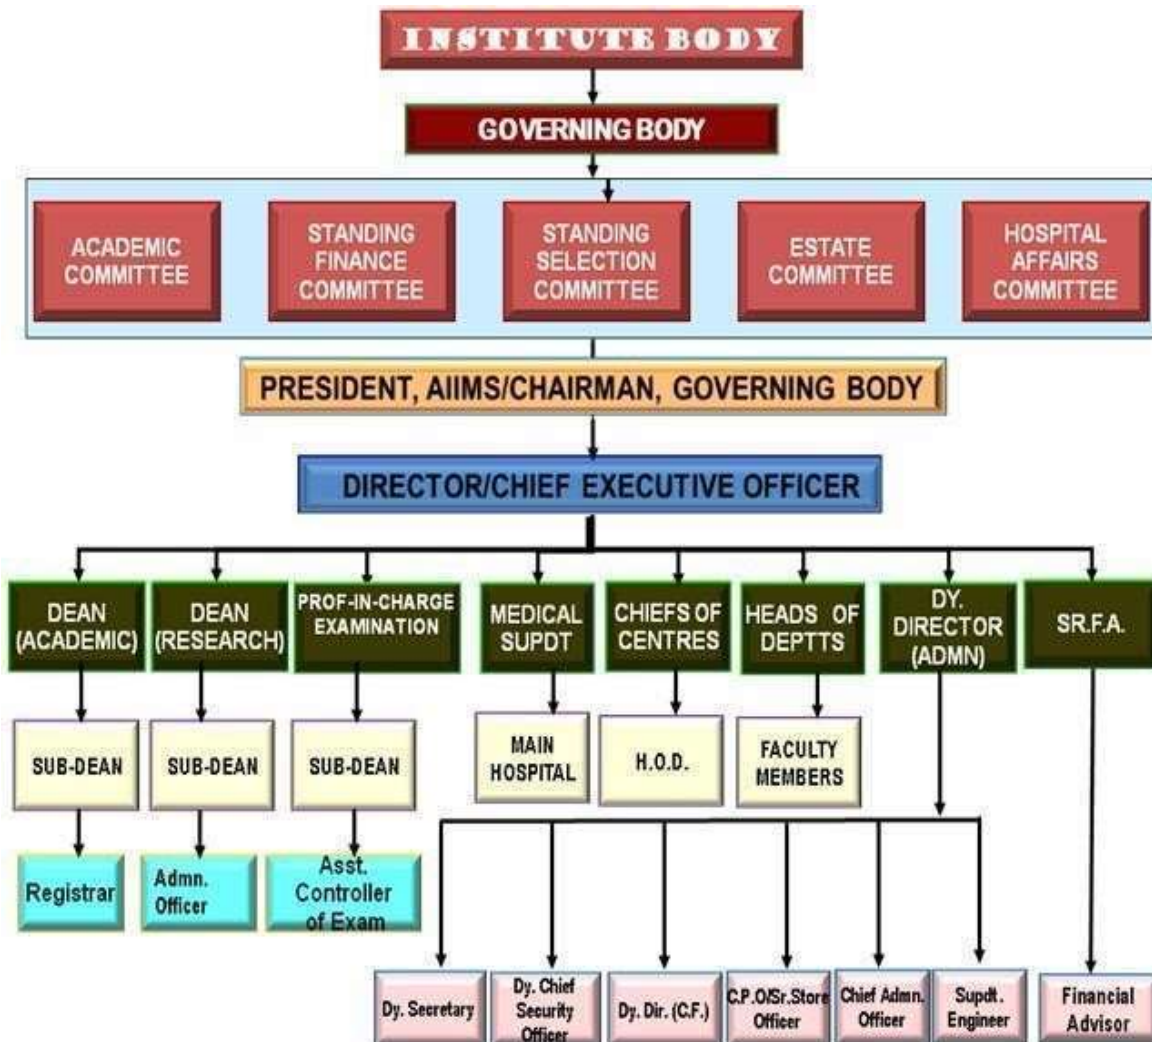 INSTITUTE BODY
GOVERNING BODY
ACADEMIC
COMMITTEE
STANDING
FINANCE
COMMITTEE
STANDING
SELECTION
COMMITTEE
ESTATE
COMMITTEE
HOSPITAL
AFFAIRS
COMMITTEE
PRESIDENT, AIIMS/CHAIRMAN, GOVERNING BODY
DIRECTOR/CHIEF EXECUTIVE OFFICER
DEAN
(ACADEMIC)
DEAN
(RESEARCH)
PROF-IN-CHARGE
EXAMINATION
MEDICAL
SUPDT
CHIEFS OF
CENTRES
HEADS OF
DEPTTS
DY.
DIRECTOR
(ADMN)
SR.F.A.
SUB-DEAN
SUB-DEAN
SUB-DEAN
MAIN
HOSPITAL
H.O.D.
FACULTY
MEMBERS
Registrar
Admn.
Officer
Asst.
Controller
of Exam
Dy. Secretary
Dy. Chief
Security
Officer
Dy. Dir. (C.F.)
C.P.O/Sr.Store
Officer
Chief Admn.
Officer
Supdt.
Engineer
Financial
Advisor